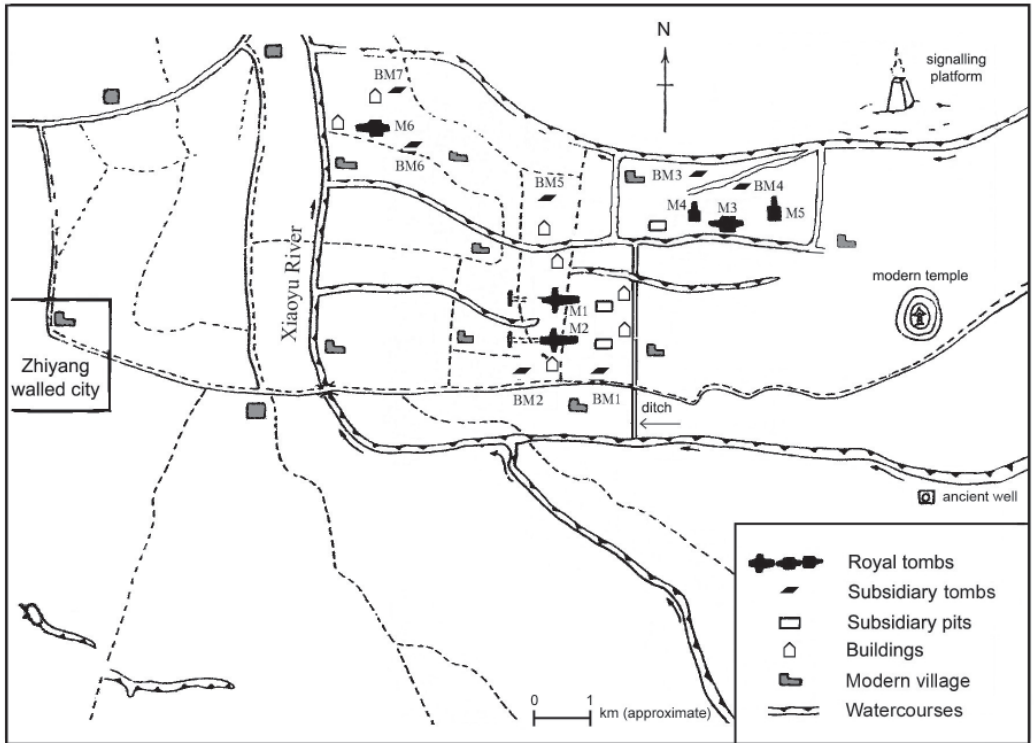 N
signalling
platform
BM7
M6
BM6
BM5
BM3
BM4
M4
M3
M5
Xiaoyu River
modern temple
M1
M2
Zhiyang
walled city
BM2
BM1
ditch
ancient well
Royal tombs
Subsidiary tombs
Subsidiary pits
Buildings
Modern village
Watercourses
0 1
km (approximate)